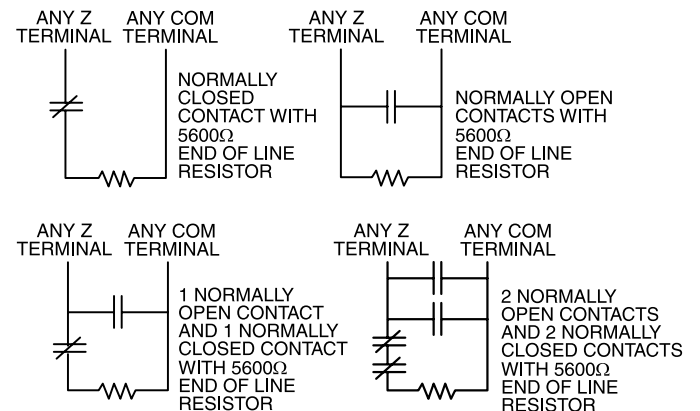 ANY Z
TERMINAL
ANY COM
TERMINAL
NORMALLY
CLOSED
CONTACT WITH
5600Ω
END OF LINE
RESISTOR
ANY Z
TERMINAL
ANY COM
TERMINAL
NORMALLY OPEN
CONTACTS WITH
5600Ω
END OF LINE
RESISTOR
ANY Z
TERMINAL
ANY COM
TERMINAL
1 NORMALLY
OPEN CONTACT
AND 1 NORMALLY
CLOSED CONTACT
WITH 5600Ω
END OF LINE
RESISTOR
ANY Z
TERMINAL
ANY COM
TERMINAL
2 NORMALLY
OPEN CONTACTS
AND 2 NORMALLY
CLOSED CONTACTS
WITH 5600Ω
END OF LINE
RESISTOR